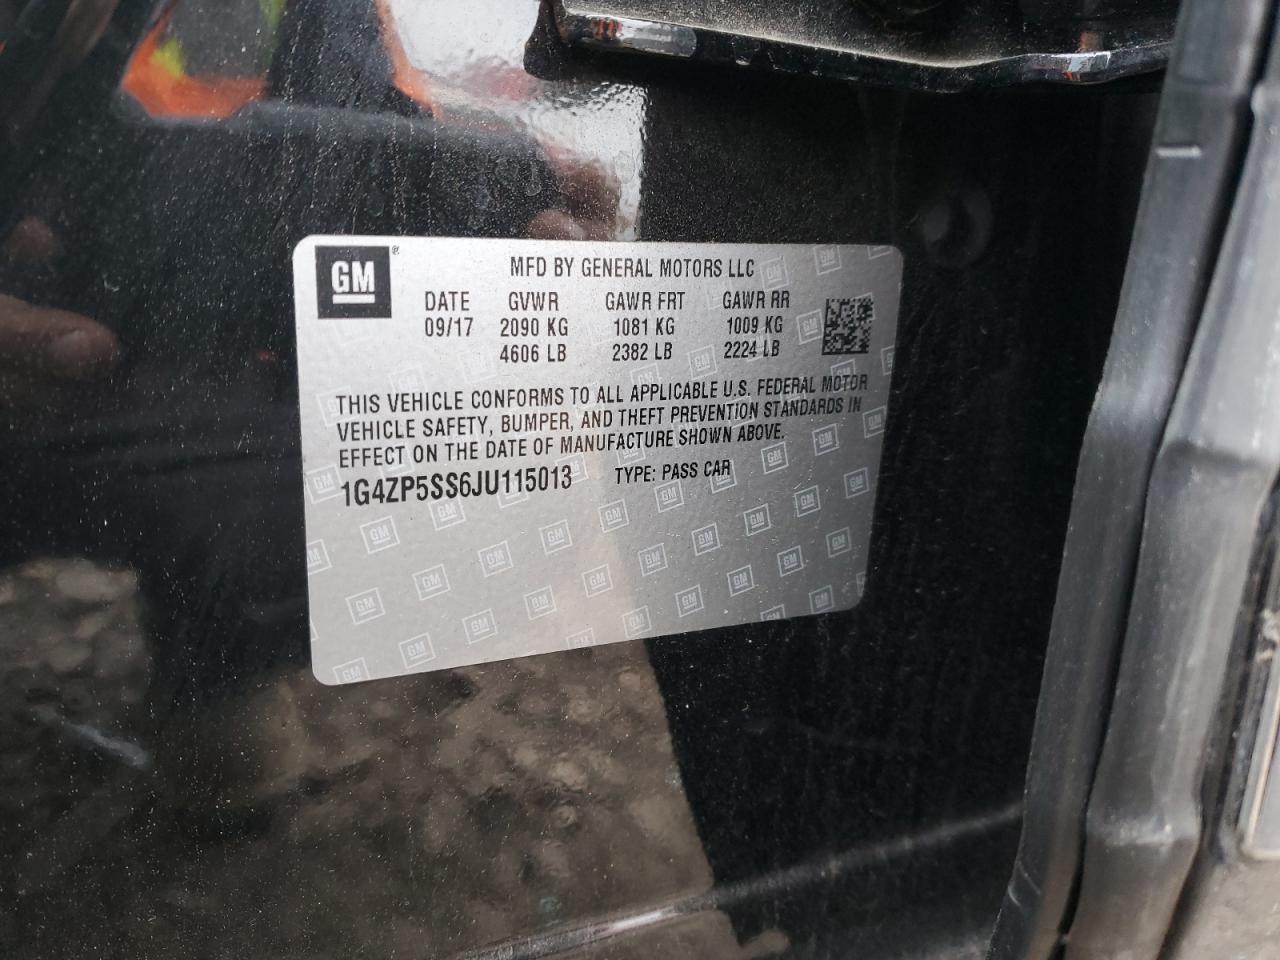 GM ®
MFD BY GENERAL MOTORS LLC
DATE GVWR GAWR FRT GAWR RR
09/17 2090 KG 1081 KG 1009 KG
4606 LB 2382 LB 2224 LB
THIS VEHICLE CONFORMS TO ALL APPLICABLE U.S. FEDERAL MOTOR
VEHICLE SAFETY, BUMPER, AND THEFT PREVENTION STANDARDS IN
EFFECT ON THE DATE OF MANUFACTURE SHOWN ABOVE.
1G4ZP5SS6JU115013 TYPE: PASS CAR